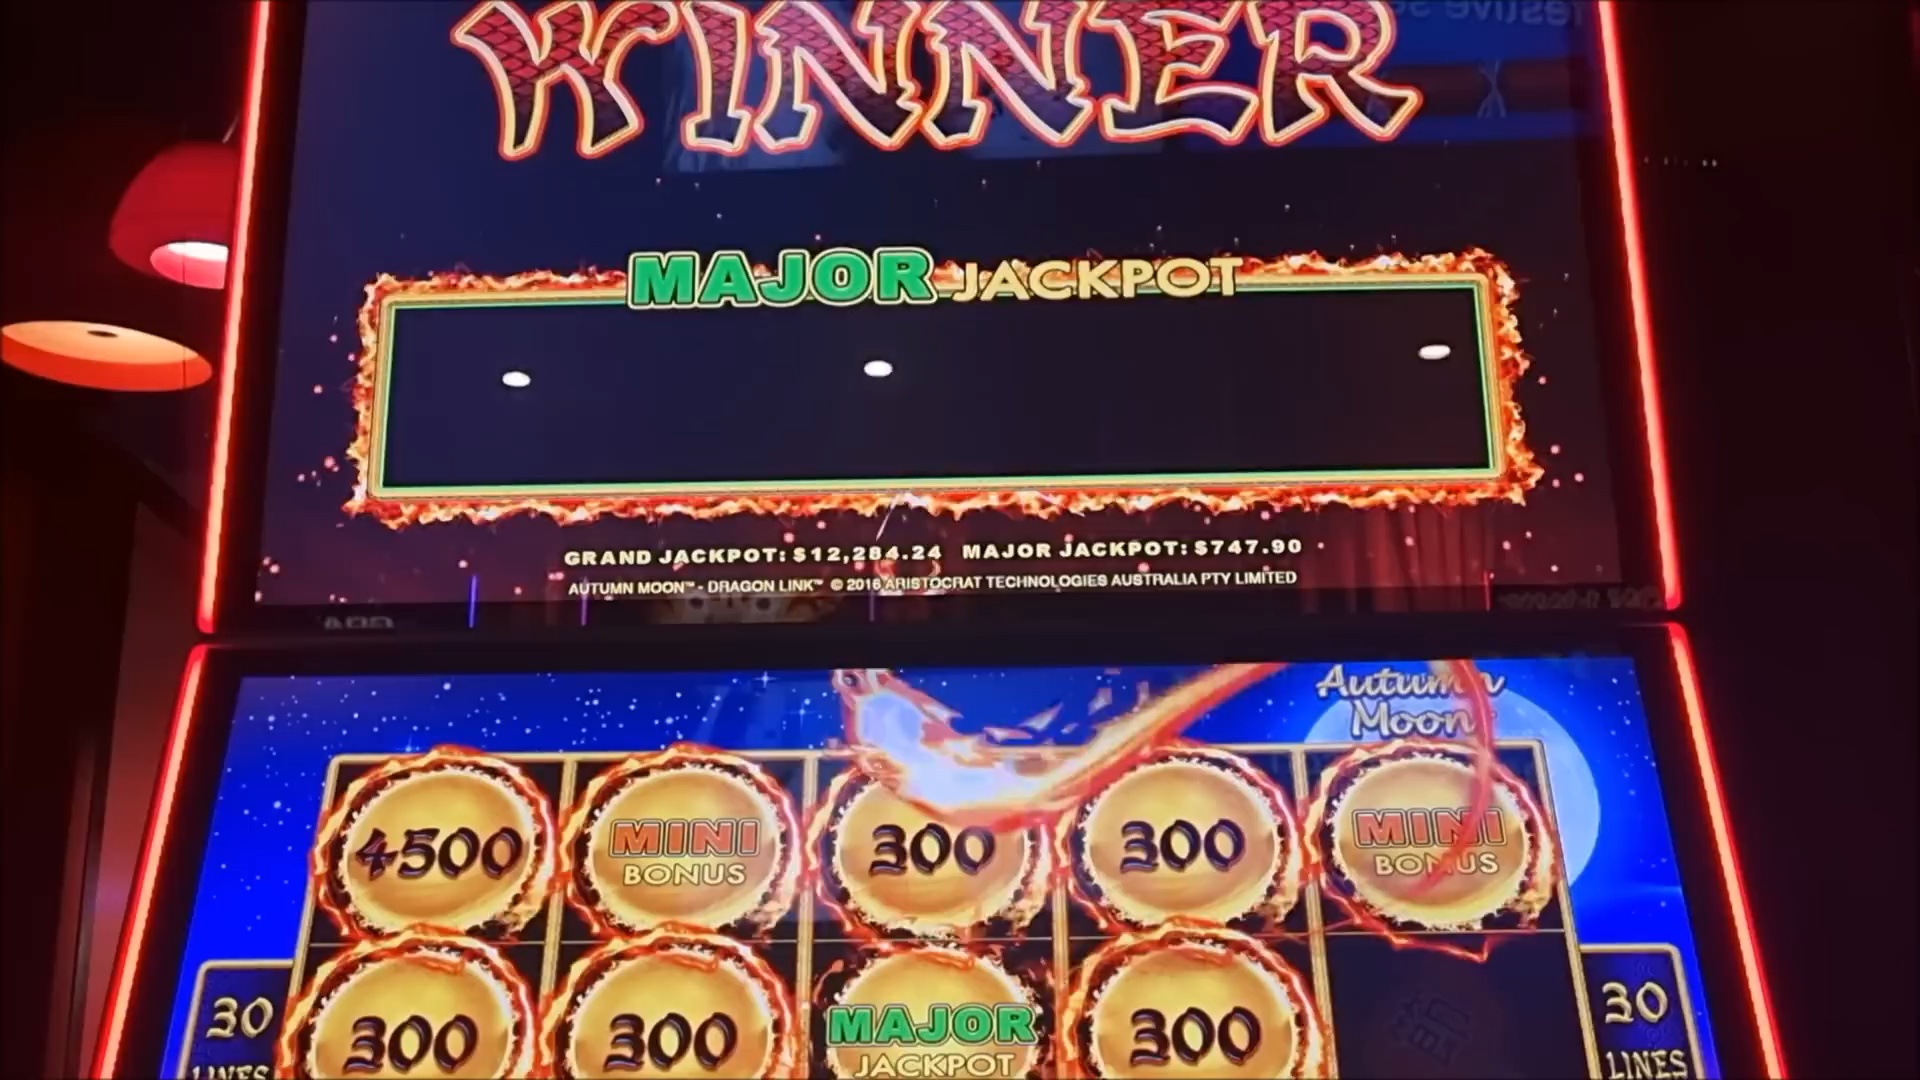 WINNER
MAJOR JACKPOT
GRAND JACKPOT: $12,284.24 MAJOR JACKPOT: $747.90
AUTUMN MOON™ - DRAGON LINK™ © 2016 ARISTOCRAT TECHNOLOGIES AUSTRALIA PTY LIMITED
Autumn
Moon
4500
MINI
BONUS
300
300
MINI
BONUS
30
LINES
300
300
MAJOR
JACKPOT
300
30
LINES